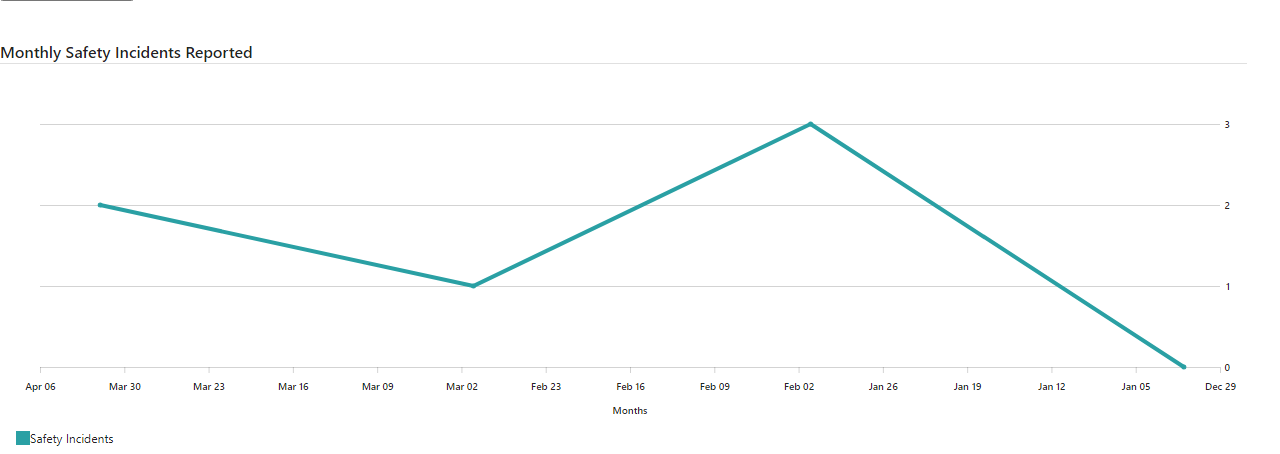 Monthly Safety Incidents Reported
3
2
1
0
Apr 06 Mar 30 Mar 23 Mar 16 Mar 09 Mar 02 Feb 23 Feb 16 Feb 09 Feb 02 Jan 26 Jan 19 Jan 12 Jan 05 Dec 29
Months
Safety Incidents